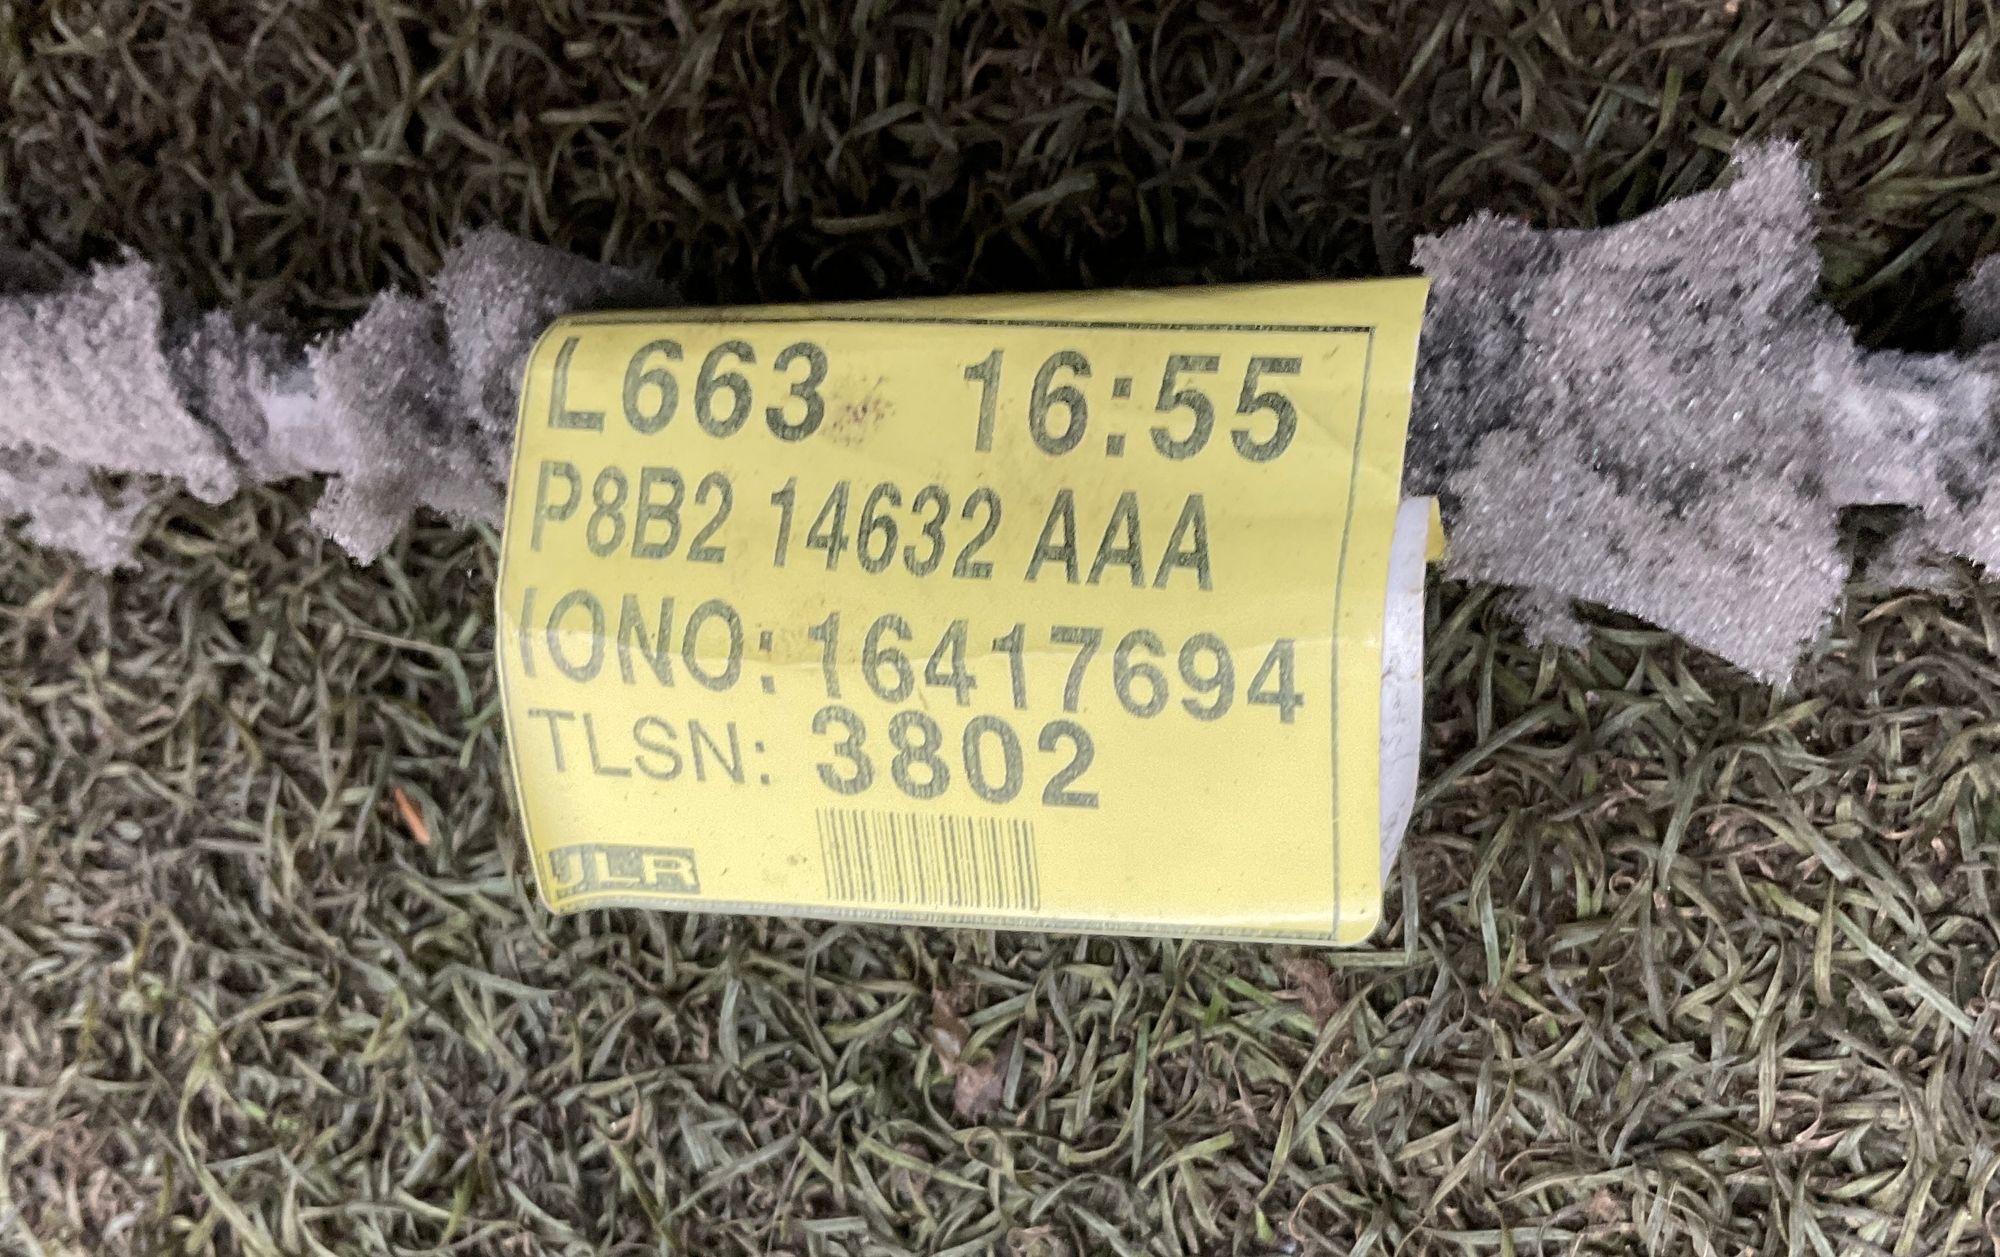 L663 16:55
P8B2 14632 AAA
IONO: 16417694
TLSN: 3802
JLR